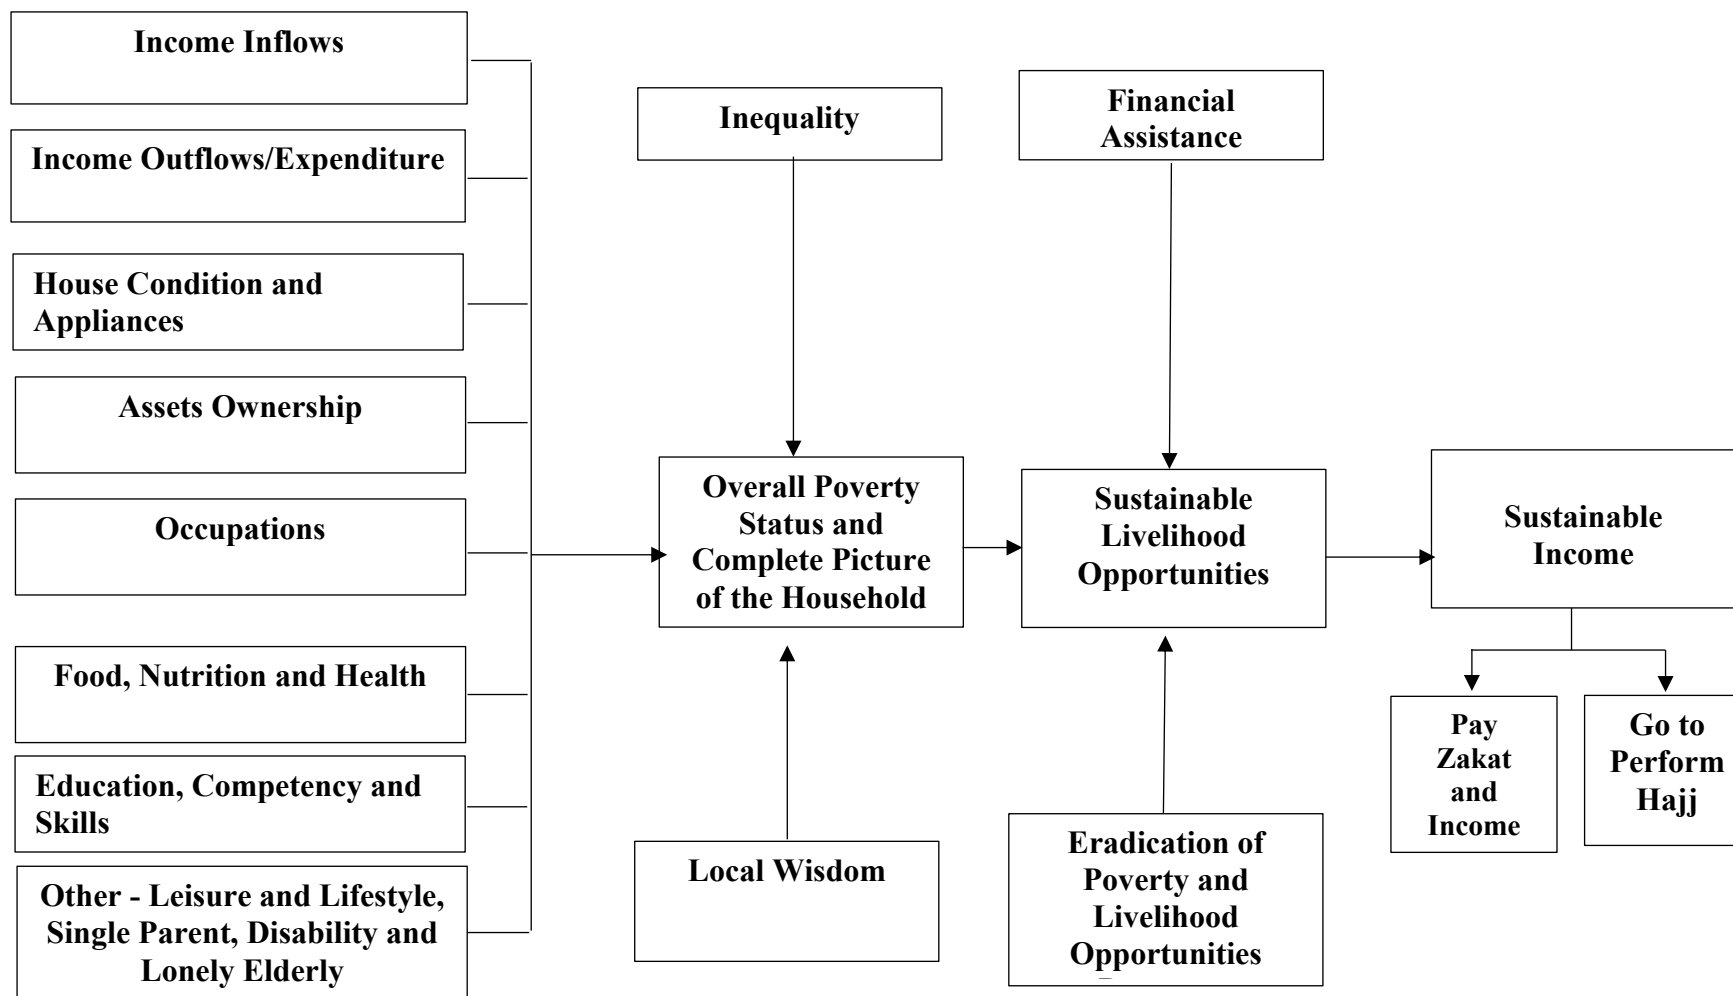 Income Inflows
Income Outflows/Expenditure
House Condition and
Appliances
Assets Ownership
Occupations
Food, Nutrition and Health
Education, Competency and
Skills
Other - Leisure and Lifestyle,
Single Parent, Disability and
Lonely Elderly
Inequality
Overall Poverty
Status and
Complete Picture
of the Household
Local Wisdom
Financial
Assistance
Sustainable
Livelihood
Opportunities
Eradication of
Poverty and
Livelihood
Opportunities
Sustainable
Income
Pay
Zakat
and
Income
Go to
Perform
Hajj